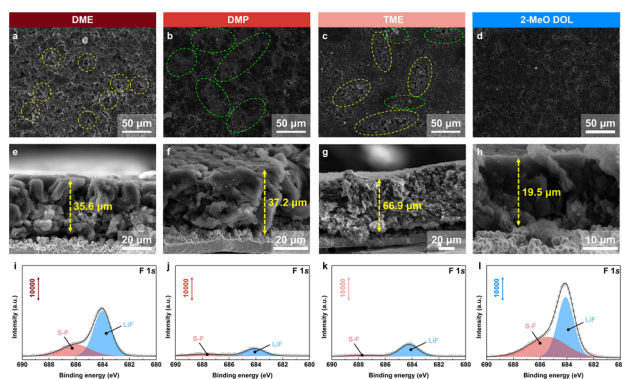 DME DMP TME 2-MeO DOL
a b c d
50 μm 50 μm 50 μm 50 μm
e f g h
35.6 μm 37.2 μm 66.9 μm 19.5 μm
20 μm 20 μm 20 μm 10 μm
i j k l
F 1s F 1s F 1s F 1s
10000 10000 10000 10000
S-F LiF S-F LiF S-F LiF S-F LiF
Intensity (a.u.) Intensity (a.u.) Intensity (a.u.) Intensity (a.u.)
690 688 686 684 682 680 690 688 686 684 682 680 690 688 686 684 682 680 690 688 686 684 682 680
Binding energy (eV) Binding energy (eV) Binding energy (eV) Binding energy (eV)